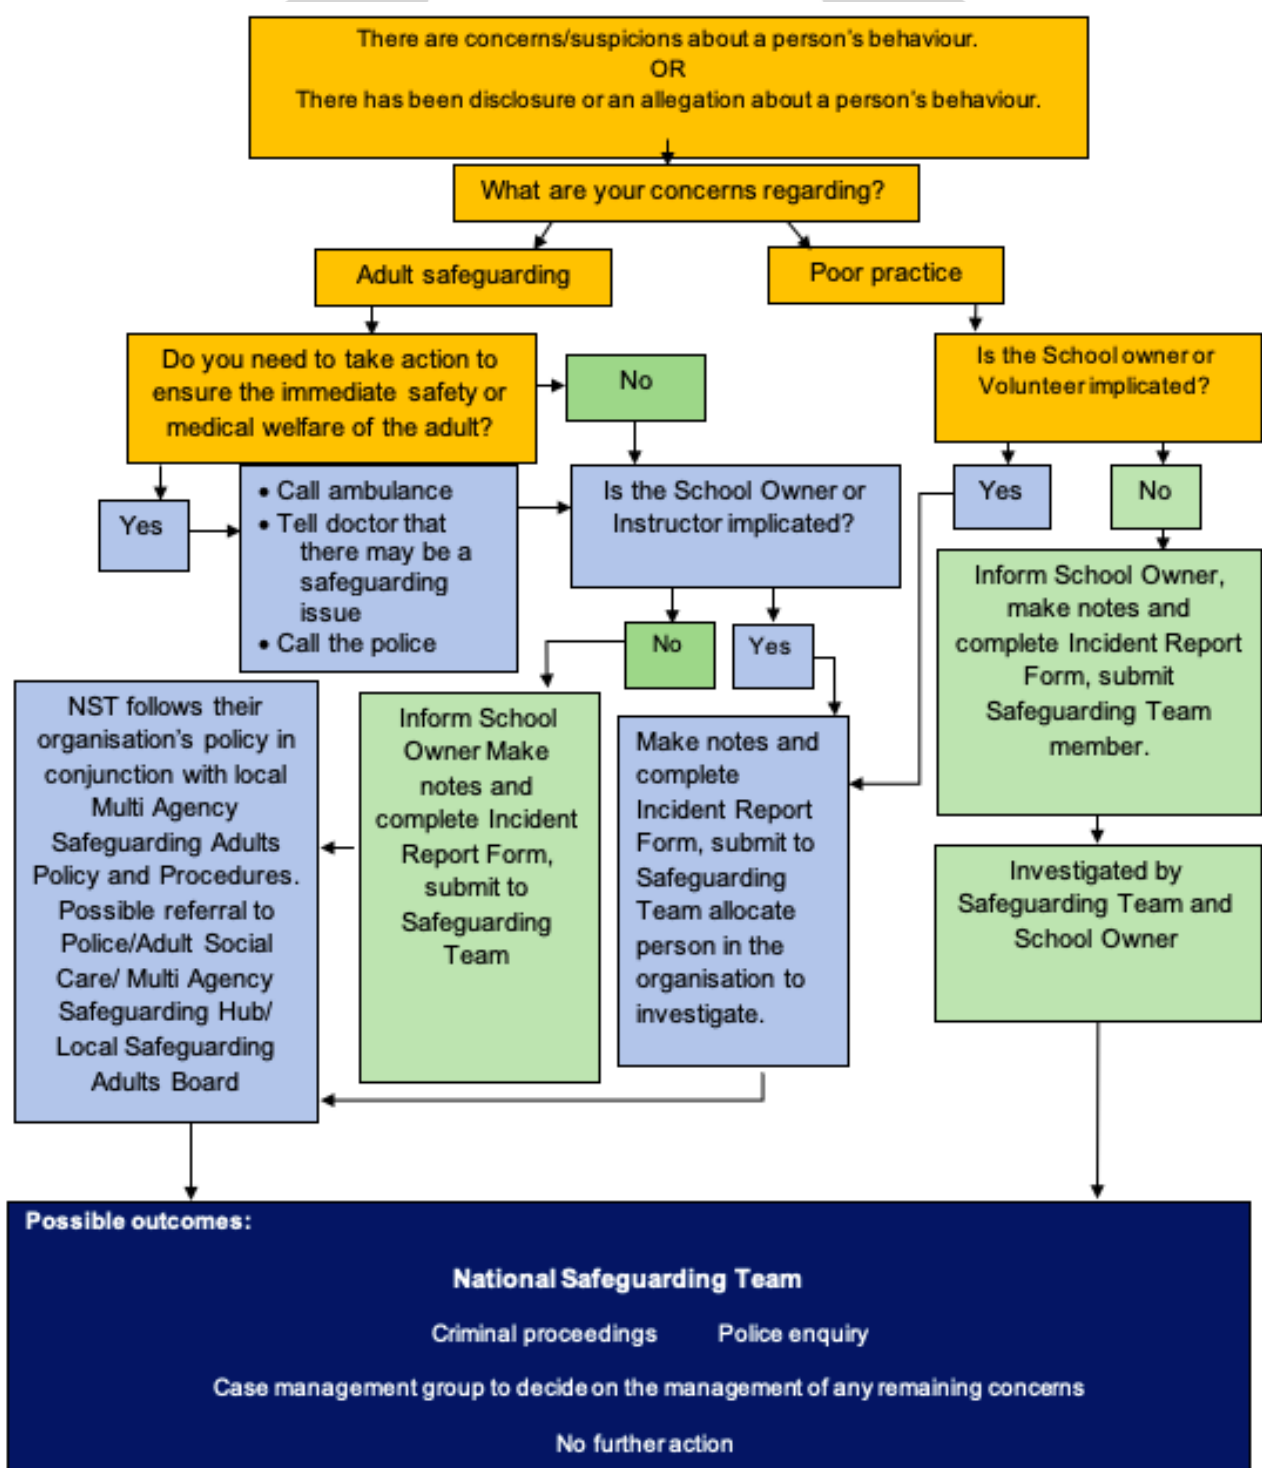 There are concerns/suspicions about a person's behaviour.
OR
There has been disclosure or an allegation about a person's behaviour.
What are your concerns regarding?
Adult safeguarding
Poor practice
Do you need to take action to
ensure the immediate safety or
medical welfare of the adult?
No
Is the School owner or
Volunteer implicated?
Yes
• Call ambulance
• Tell doctor that
there may be a
safeguarding
issue
• Call the police
Is the School Owner or
Instructor implicated?
Yes
No
No
Yes
Inform School Owner,
make notes and
complete Incident Report
Form, submit
Safeguarding Team
member.
NST follows their
organisation's policy in
conjunction with local
Multi Agency
Safeguarding Adults
Policy and Procedures.
Possible referral to
Police/Adult Social
Care/ Multi Agency
Safeguarding Hub/
Local Safeguarding
Adults Board
Inform School
Owner Make
notes and
complete Incident
Report Form,
submit to
Safeguarding
Team
Make notes and
complete
Incident Report
Form, submit to
Safeguarding
Team allocate
person in the
organisation to
investigate.
Investigated by
Safeguarding Team and
School Owner
Possible outcomes:
National Safeguarding Team
Criminal proceedings Police enquiry
Case management group to decide on the management of any remaining concerns
No further action